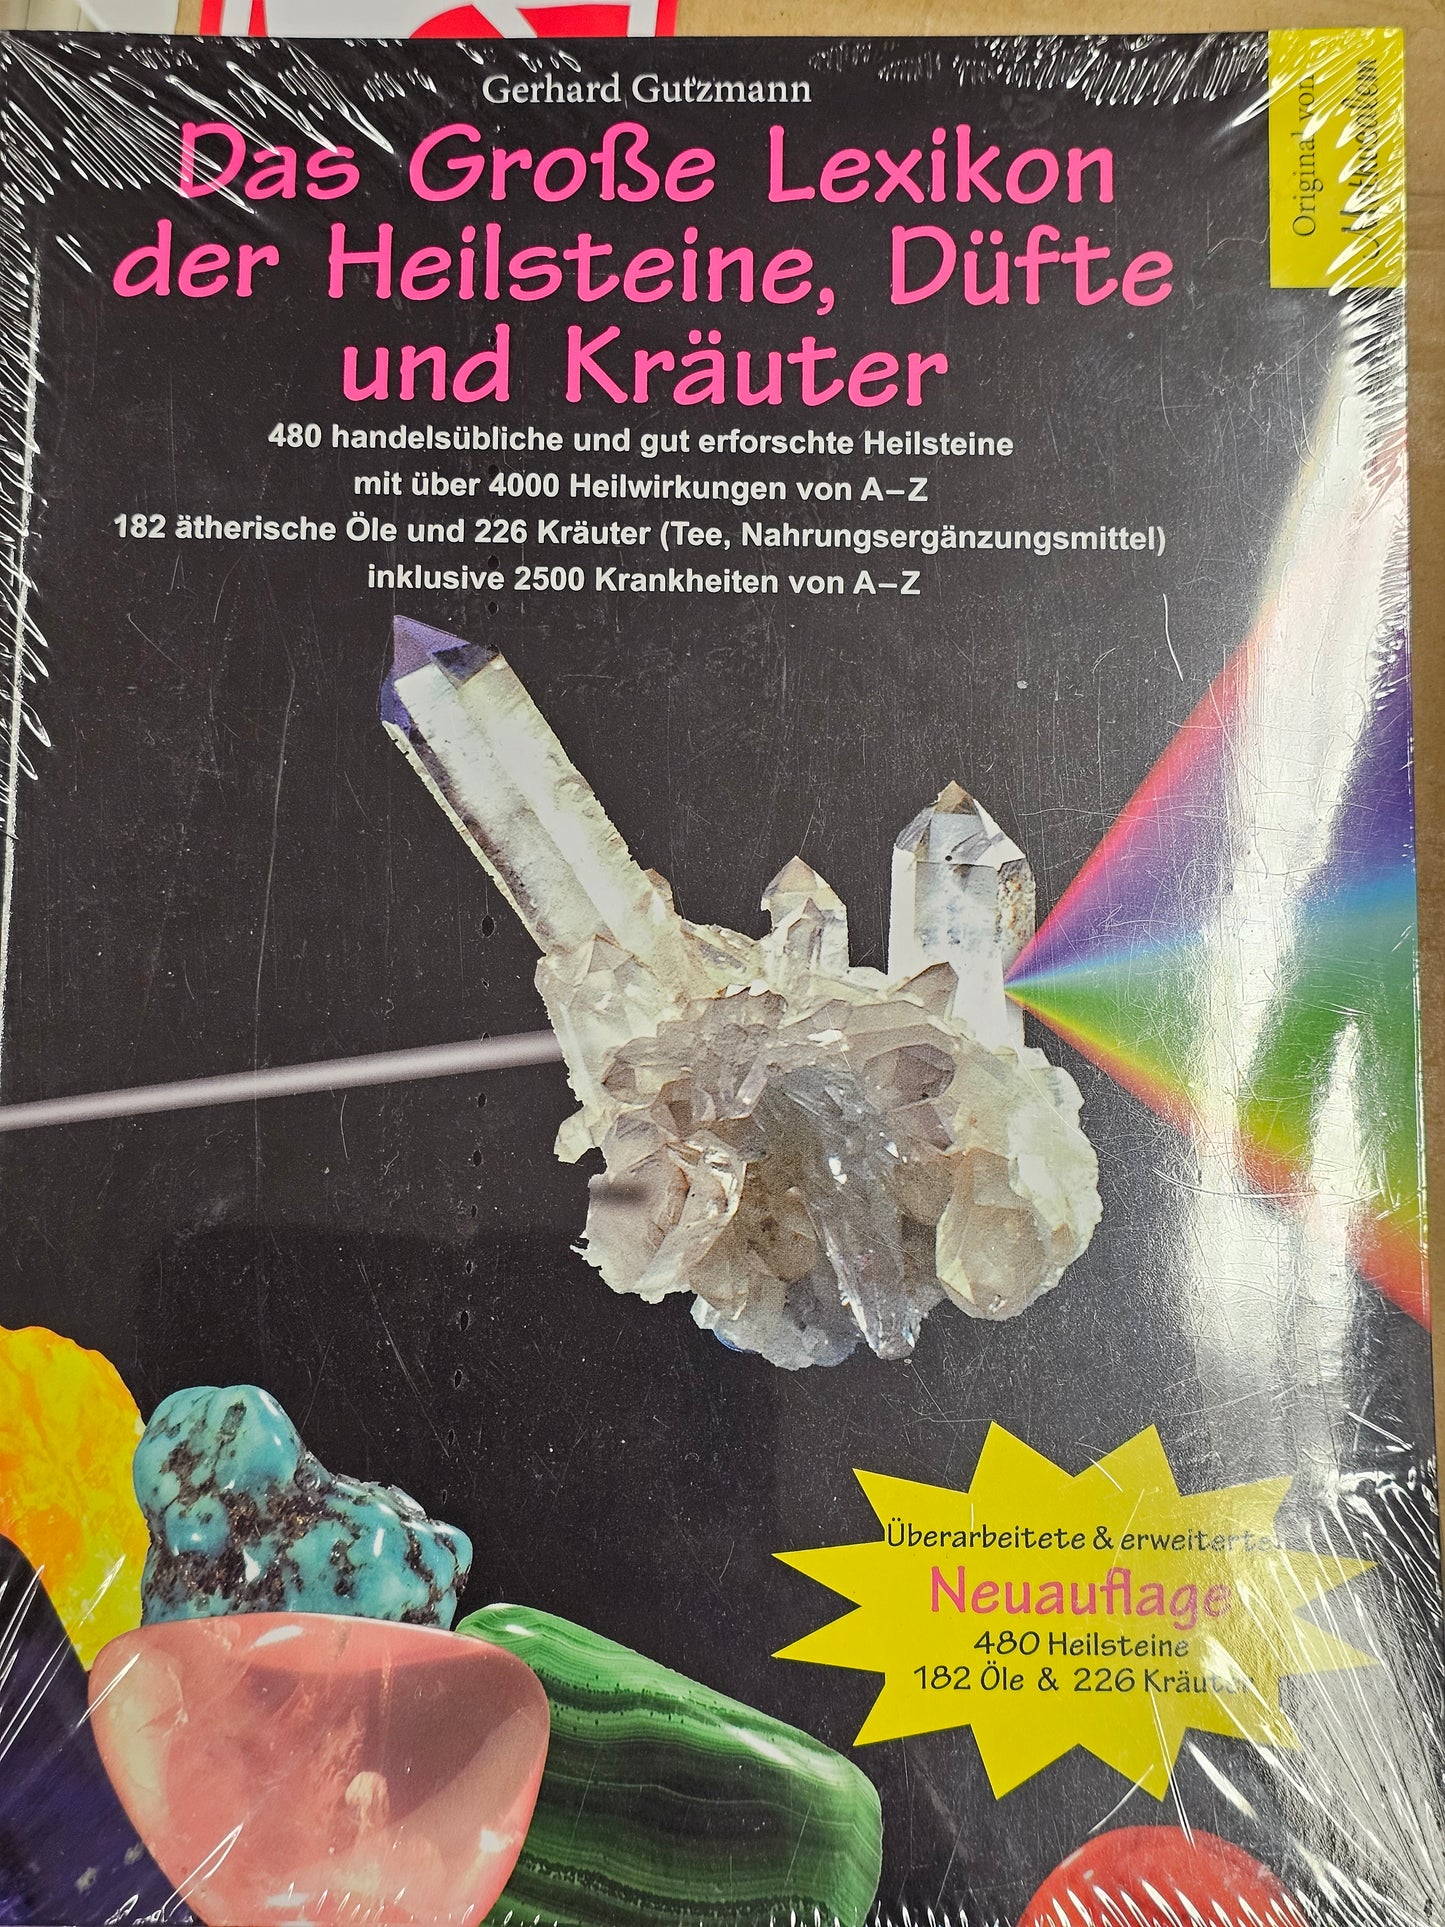 Gerhard Gutzmann
Das Große Lexikon
der Heilsteine, Düfte
und Kräuter
480 handelsübliche und gut erforschte Heilsteine
mit über 4000 Heilwirkungen von A–Z
182 ätherische Öle und 226 Kräuter (Tee, Nahrungsergänzungsmittel)
inklusive 2500 Krankheiten von A–Z
Original von
Überarbeitete & erweiterte
Neuauflage
480 Heilsteine
182 Öle & 226 Kräuter